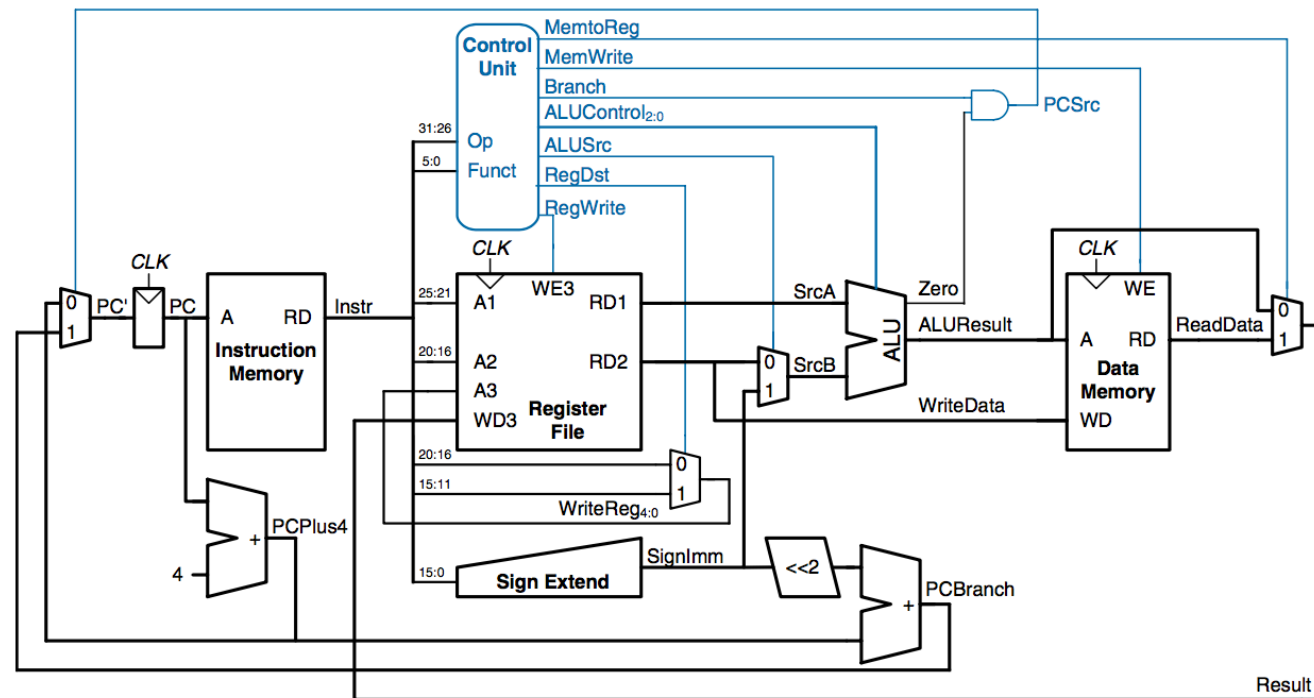 MemtoReg
Control
Unit
MemWrite
Branch
PCSrc
ALUControl2:0
31:26
Op
ALUSrc
5:0
Funct
RegDst
RegWrite
CLK
CLK
CLK
25:21
A1
WE3
RD1
SrcA
Zero
WE
0
PC'
PC
A
RD
Instr
0
1
Instruction
Memory
ALU
ALUResult
A
RD
ReadData
1
20:16
A2
RD2
0
SrcB
Data
Memory
A3
1
WD3
Register
File
WriteData
WD
20:16
0
15:11
1
WriteReg4:0
PCPlus4
+
SignImm
4
15:0
Sign Extend
<<2
PCBranch
+
Result